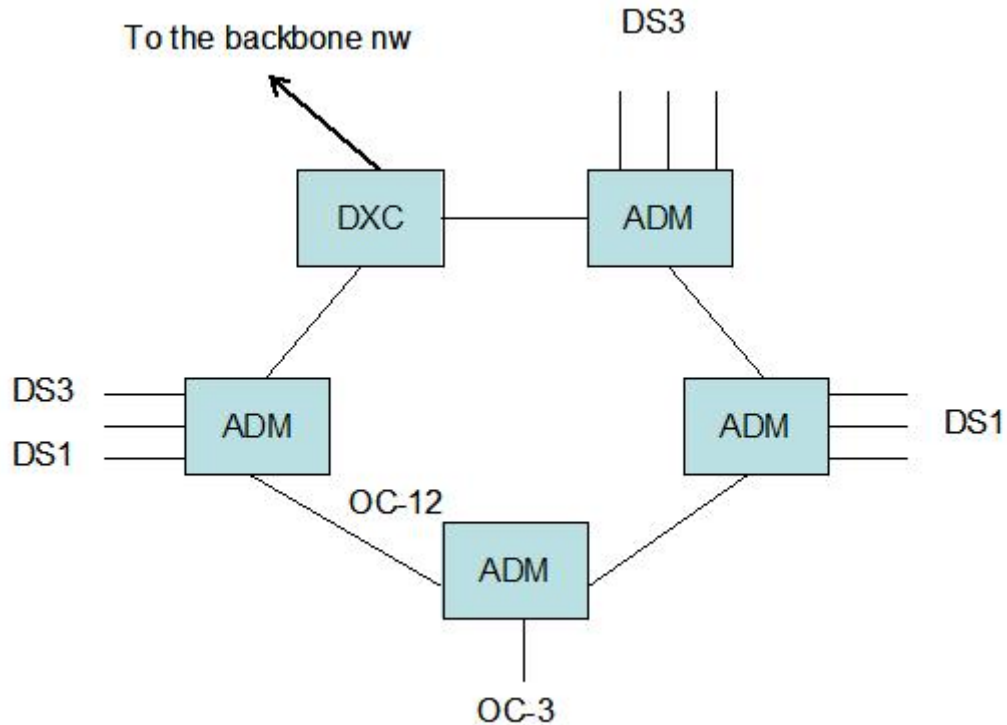 To the backbone nw
DS3
DXC
ADM
DS3
DS1
ADM
ADM
DS1
OC-12
ADM
OC-3